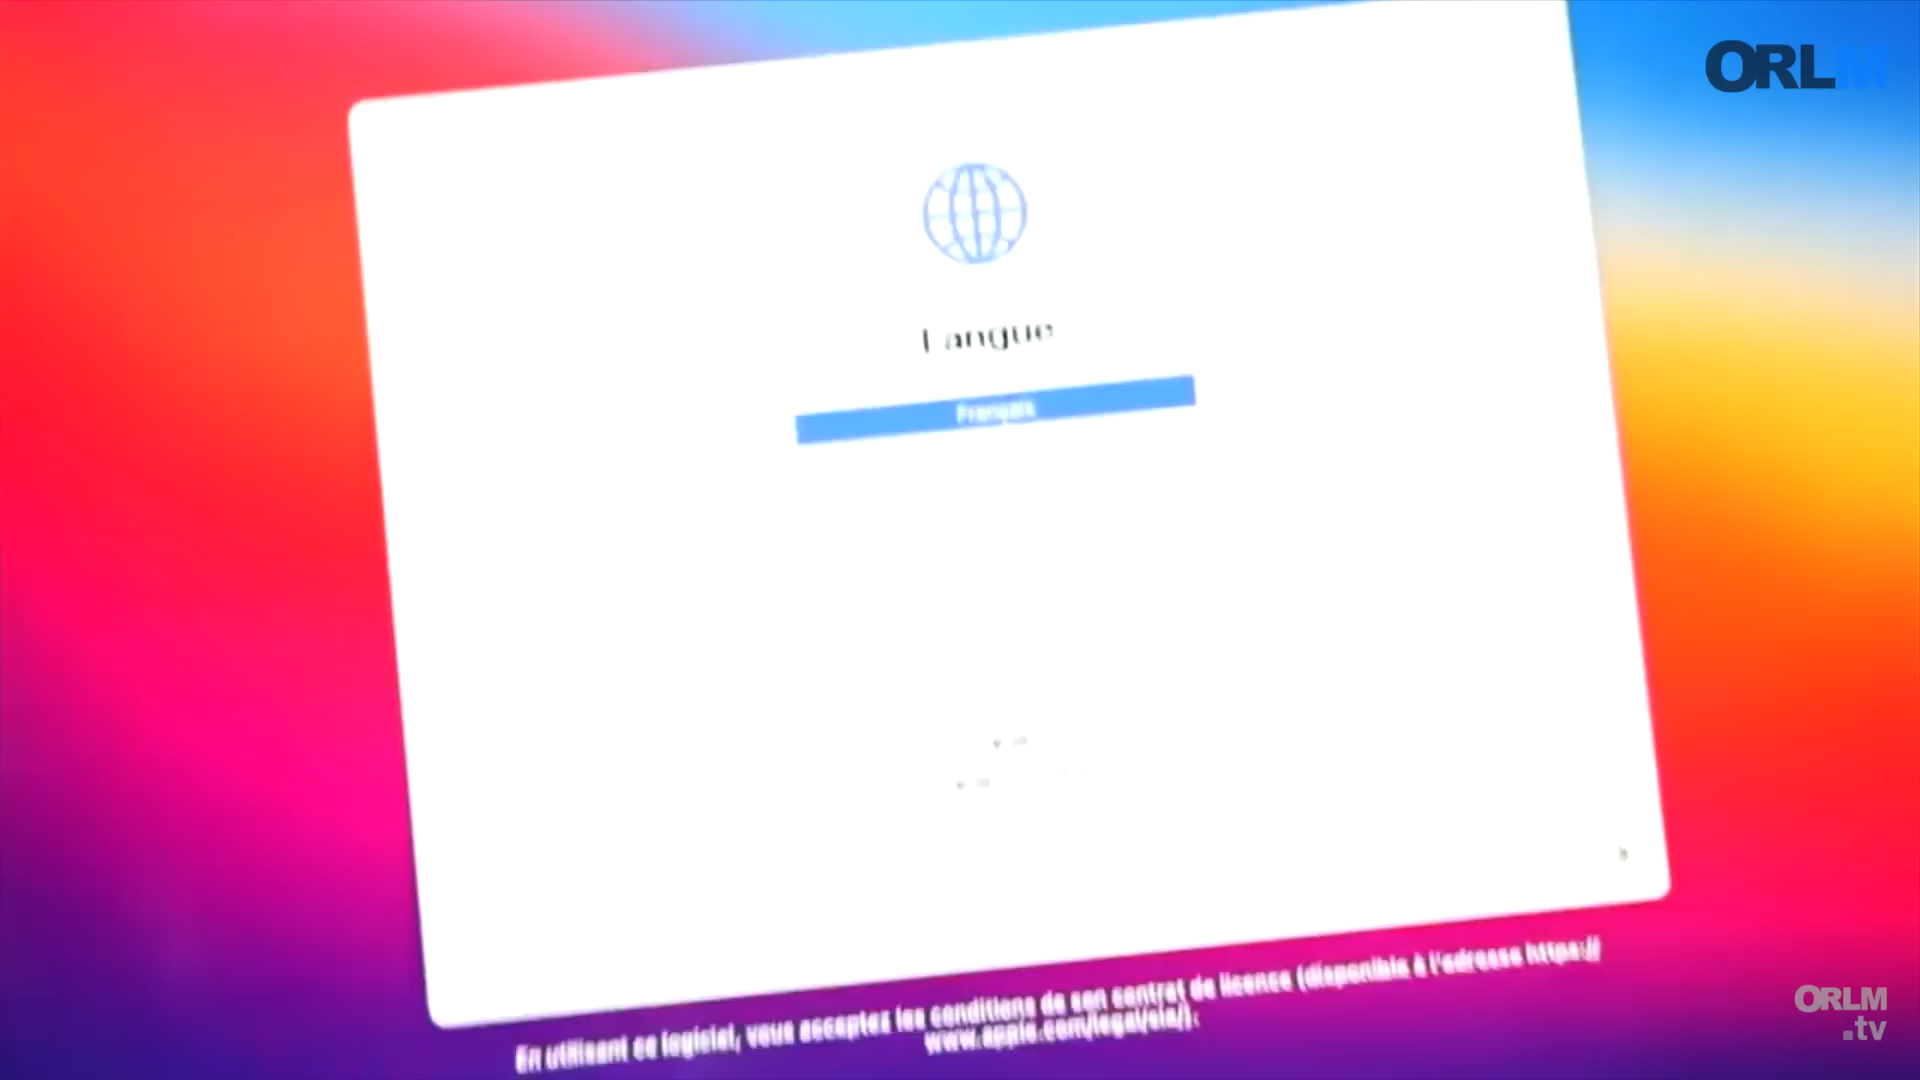 ORLM
Langue
Français
En utilisant ce logiciel, vous acceptez les conditions de son contrat de licence (disponible à l'adresse https://
www.apple.com/legal/sla/).
ORLM
.tv